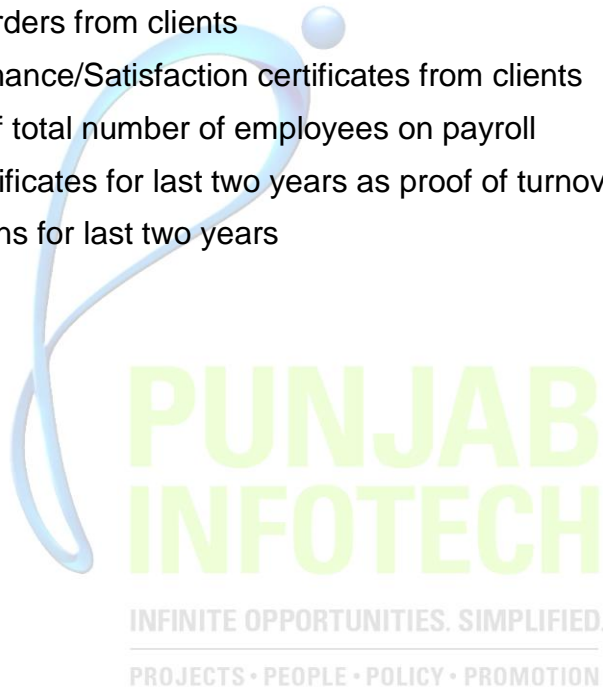 rders from clients
nance/Satisfaction certificates from clients
f total number of employees on payroll
ificates for last two years as proof of turnov
ns for last two years
PUNJAB
INFOTECH
INFINITE OPPORTUNITIES. SIMPLIFIED.
PROJECTS • PEOPLE • POLICY • PROMOTION